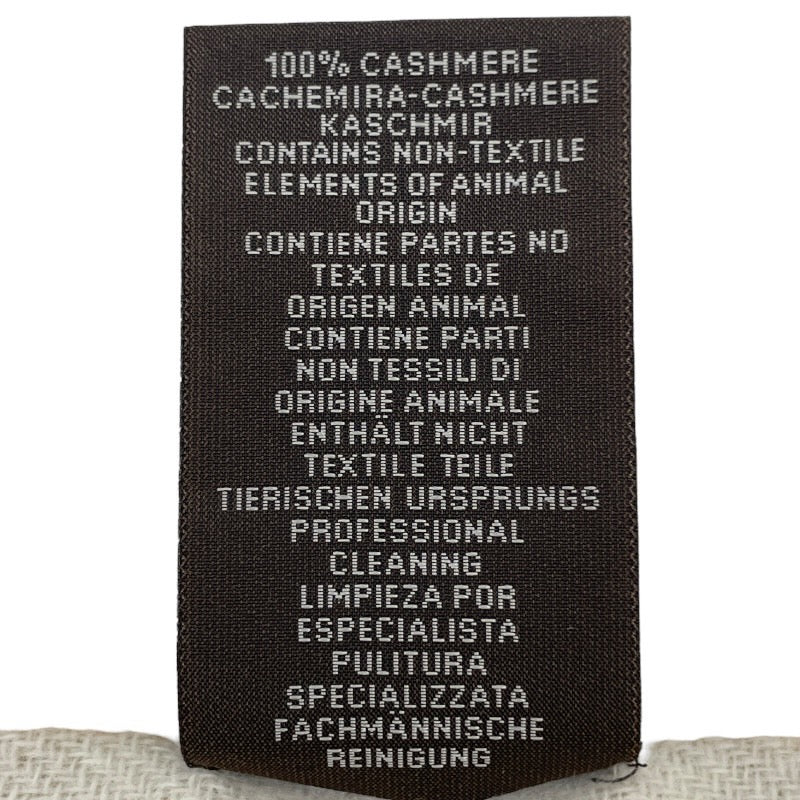 100% CASHMERE
CACHEMIRA-CASHMERE
KASCHMIR
CONTAINS NON-TEXTILE
ELEMENTS OF ANIMAL
ORIGIN
CONTIENE PARTES NO
TEXTILES DE
ORIGEN ANIMAL
CONTIENE PARTI
NON TESSILI DI
ORIGINE ANIMALE
ENTHÄLT NICHT
TEXTILE TEILE
TIERISCHEN URSPRUNGS
PROFESSIONAL
CLEANING
LIMPIEZA POR
ESPECIALISTA
PULITURA
SPECIALIZZATA
FACHMÄNNISCHE
REINIGUNG